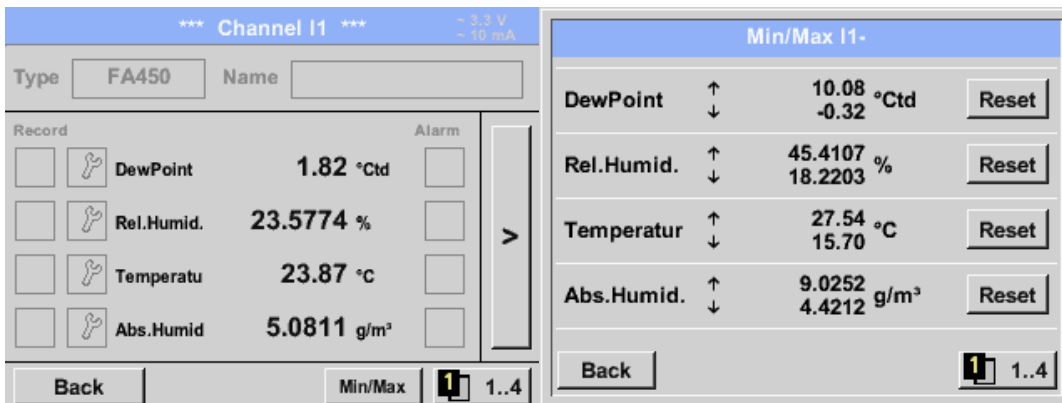 *** Channel I1 ***
~ 3.3 V
~ 10 mA
Type FA450 Name
Record Alarm
DewPoint 1.82 °Ctd
Rel.Humid. 23.5774 %
>
Temperatu 23.87 °C
Abs.Humid 5.0811 g/m³
Back Min/Max 1 1..4
Min/Max I1-
DewPoint ↑ 10.08 °Ctd Reset
↓ -0.32
Rel.Humid. ↑ 45.4107 % Reset
↓ 18.2203
Temperatur ↑ 27.54 °C Reset
↓ 15.70
Abs.Humid. ↑ 9.0252 g/m³ Reset
↓ 4.4212
Back 1 1..4